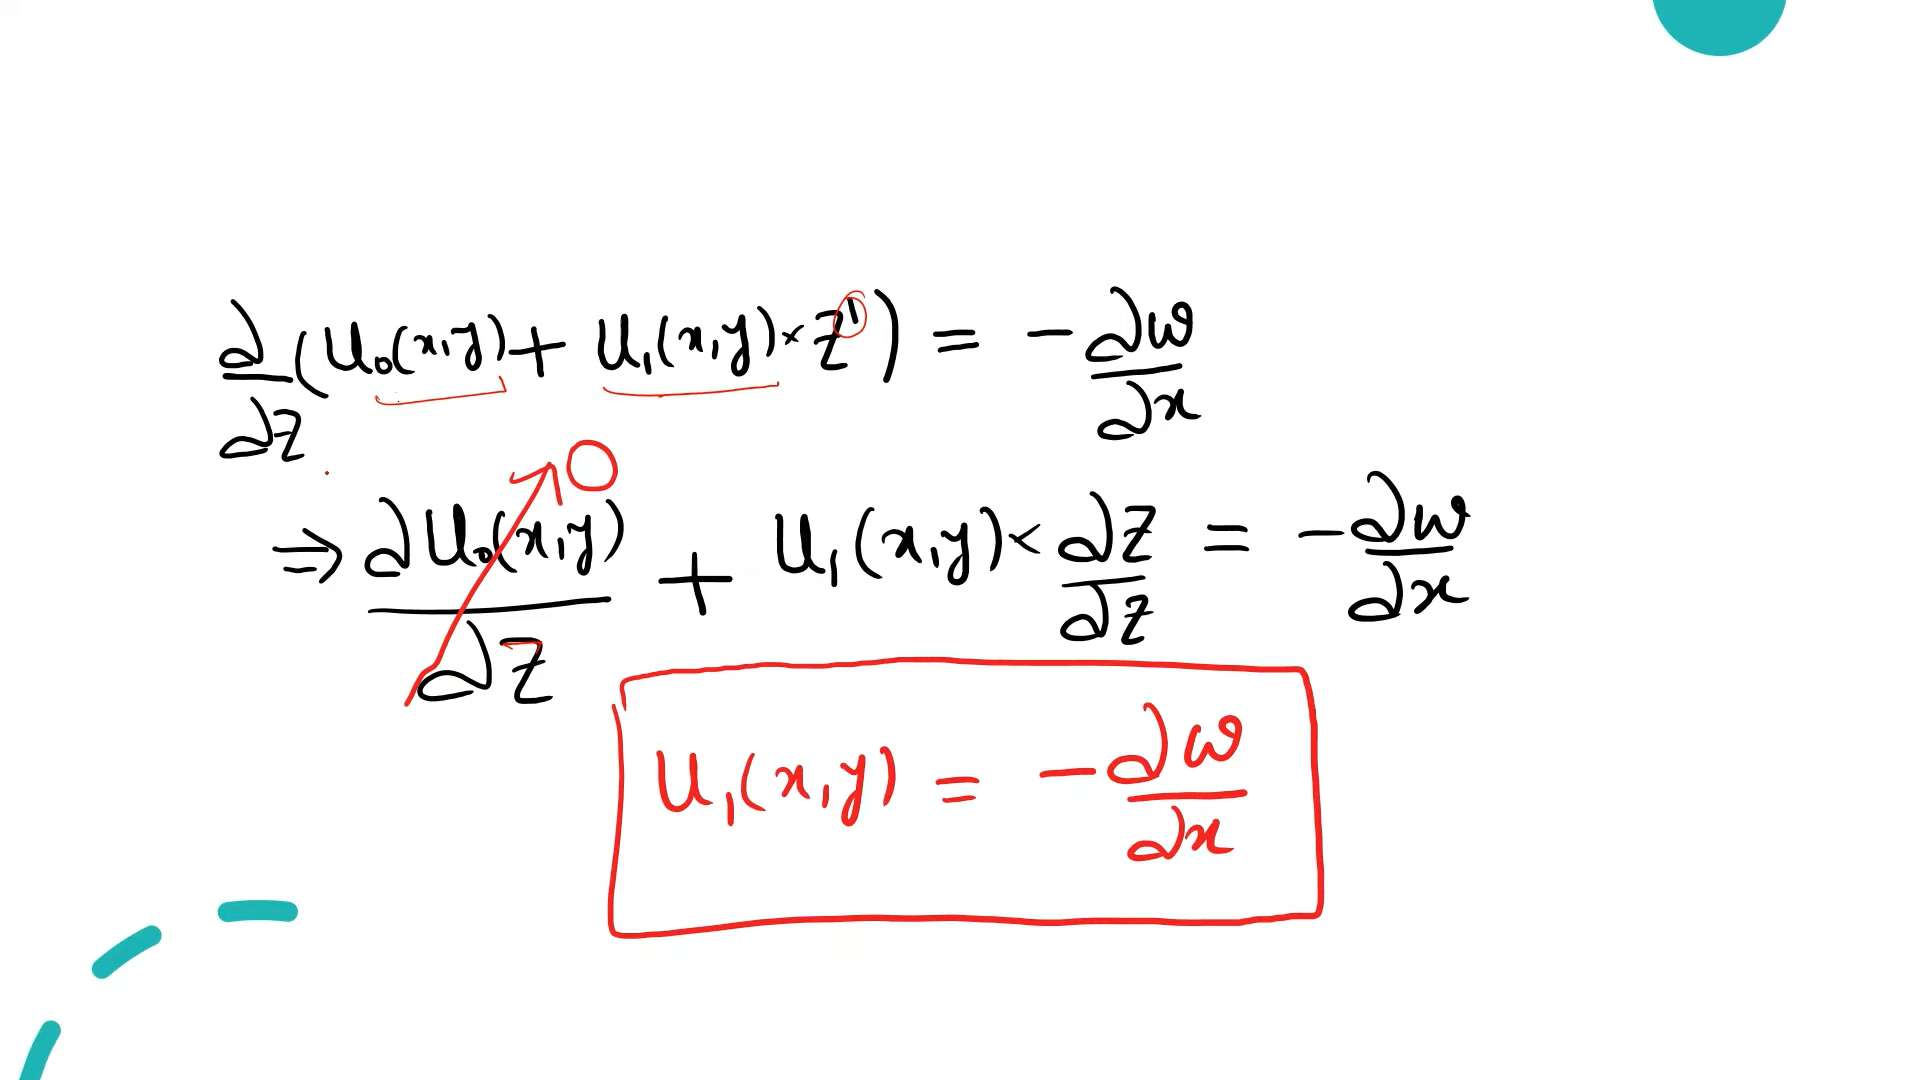 ∂/∂z (u₀(x,y) + u₁(x,y) × z¹) = - ∂w/∂x
⇒ ∂u₀(x,y)/∂z 0 + u₁(x,y) × ∂z/∂z = - ∂w/∂x
u₁(x,y) = - ∂w/∂x